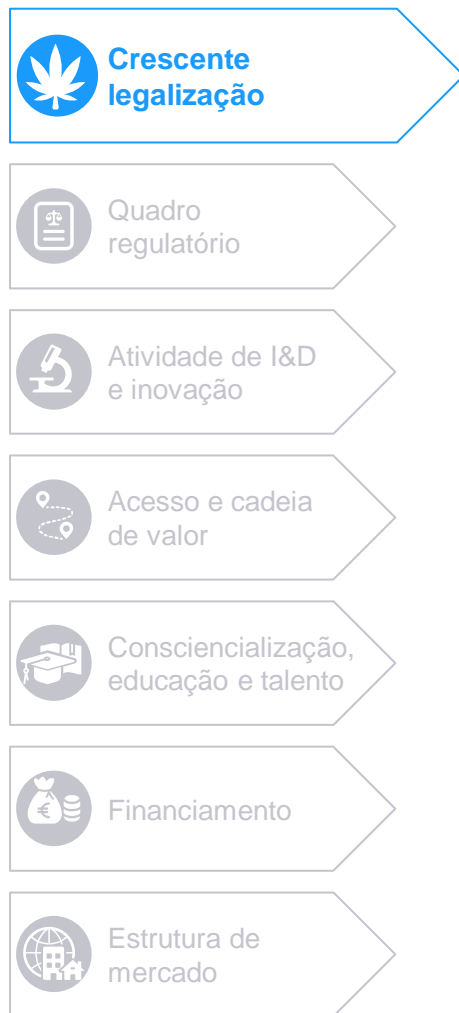 Crescente
legalização
Quadro
regulatório
Atividade de I&D
e inovação
Acesso e cadeia
de valor
Consciencialização,
educação e talento
€
Financiamento
Estrutura de
mercado